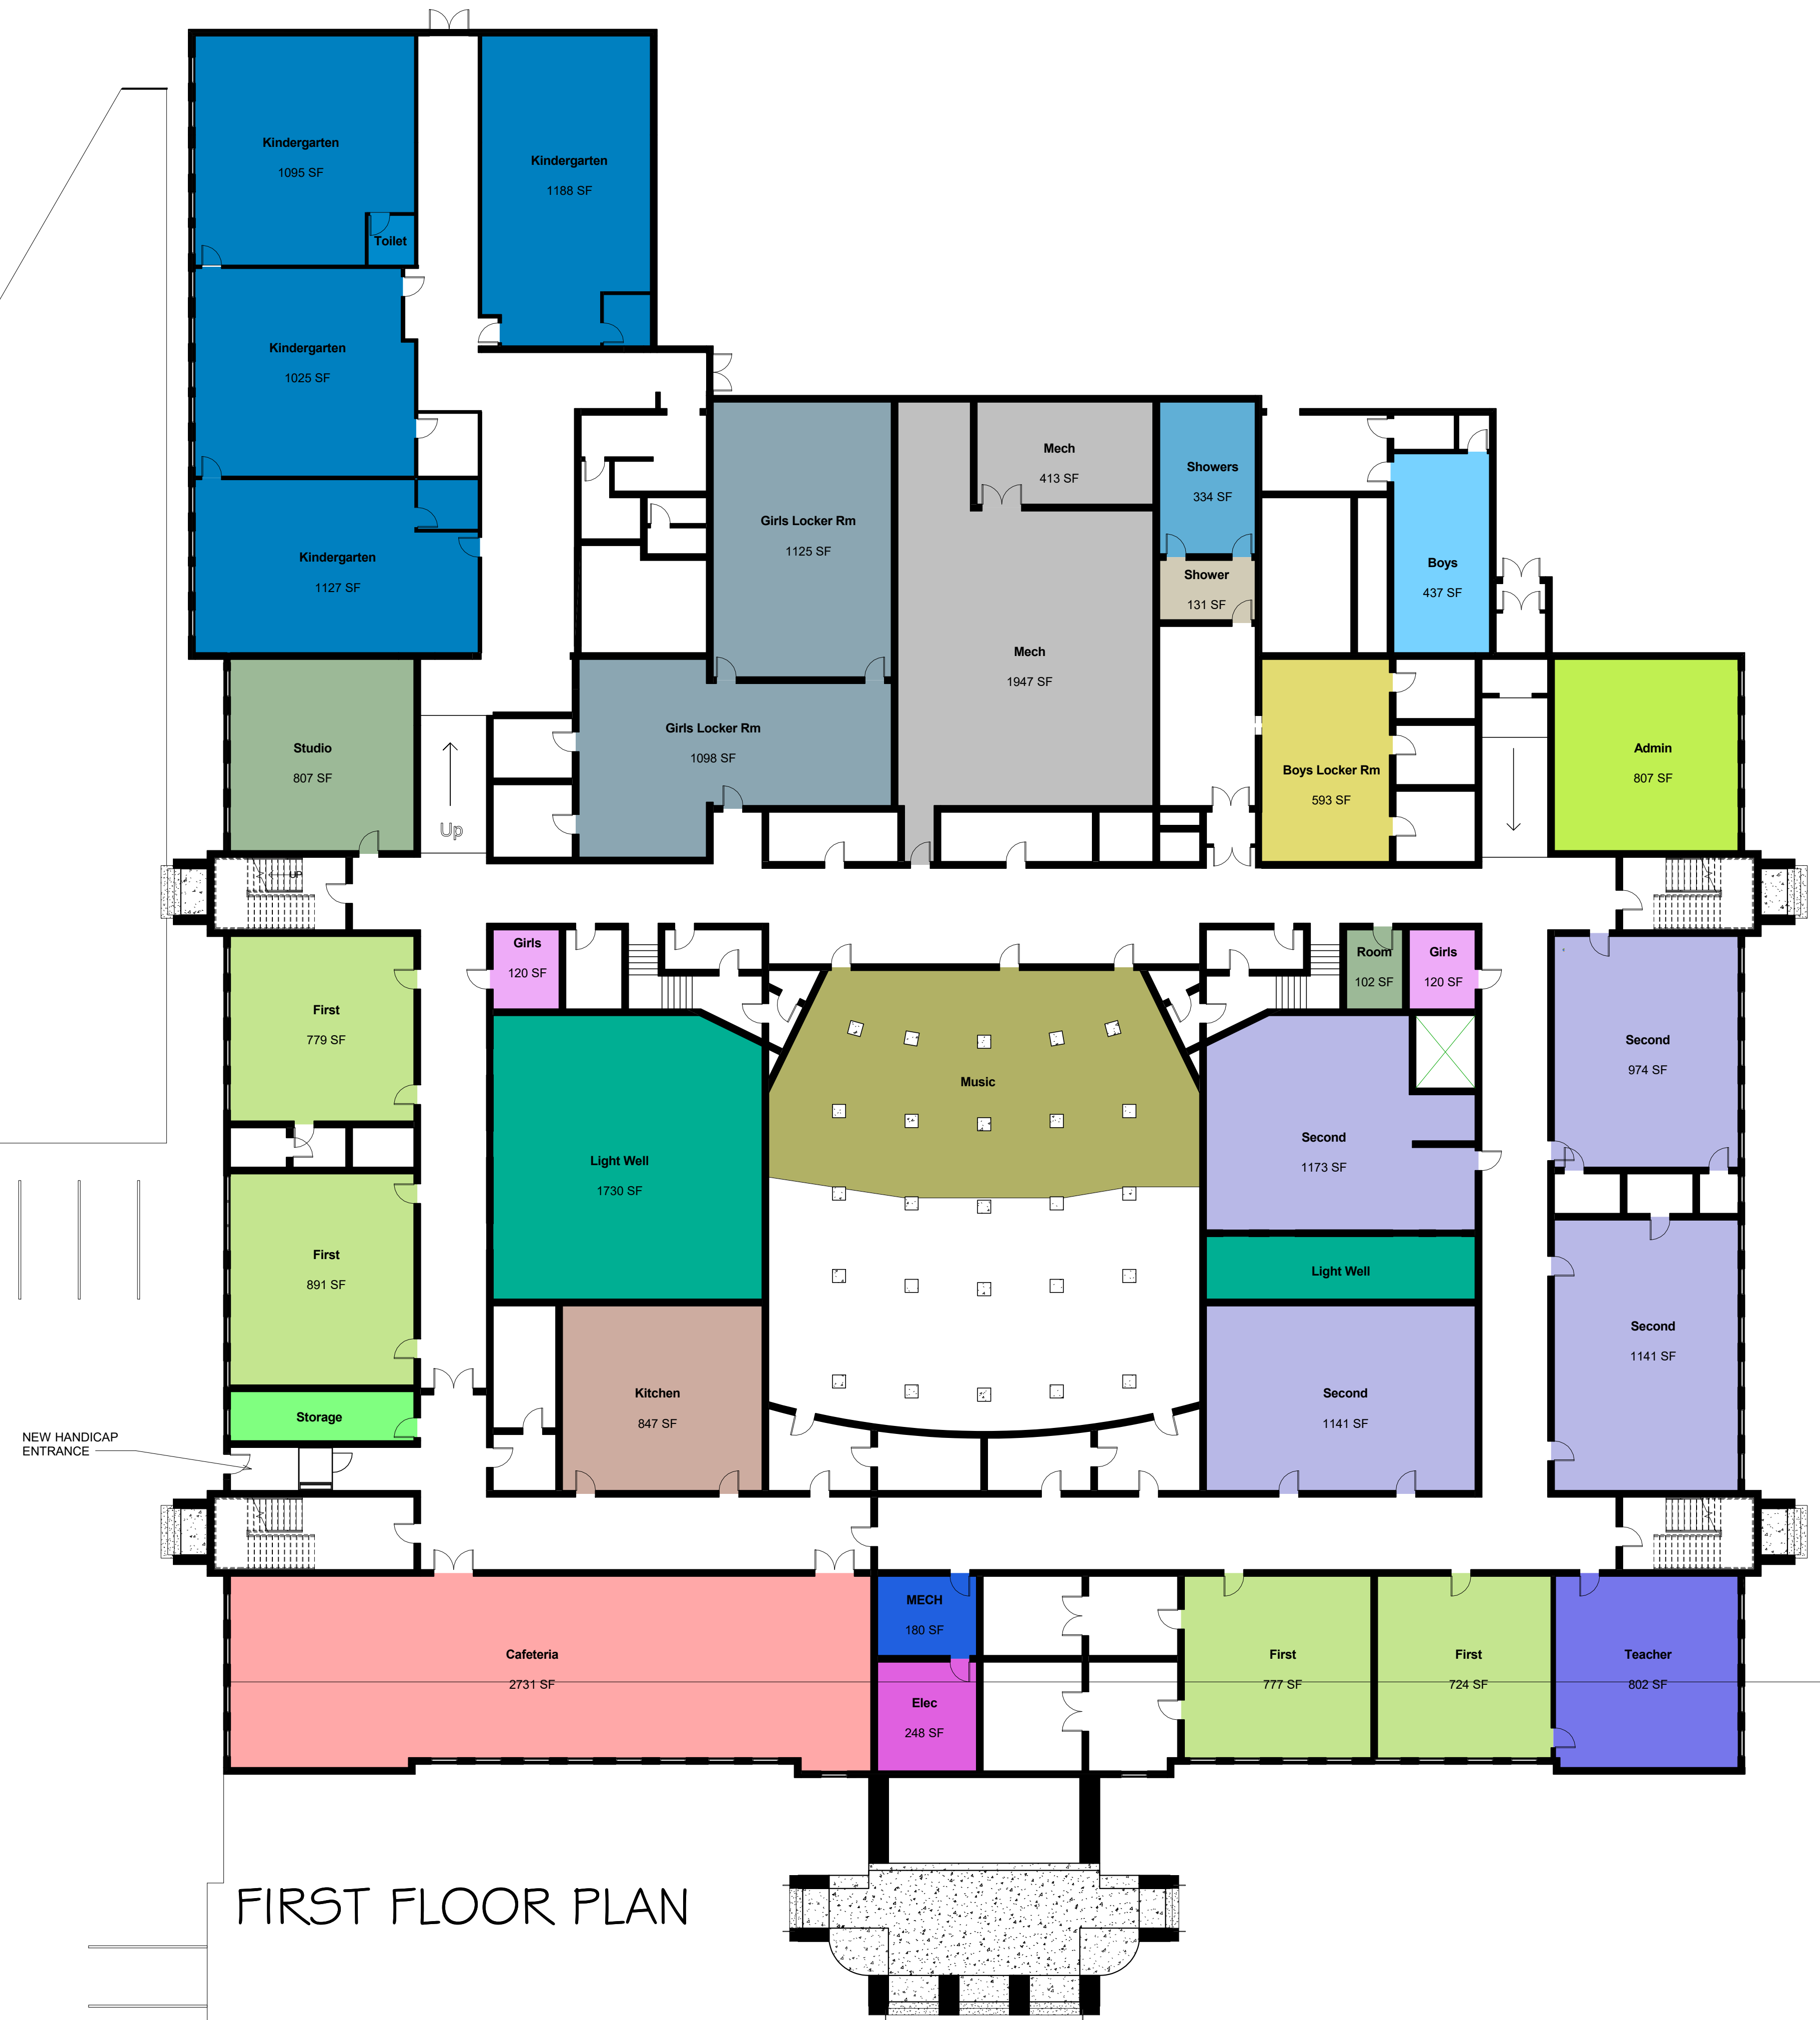 Kindergarten
1095 SF
Kindergarten
1188 SF
Toilet
Kindergarten
1025 SF
Mech
413 SF
Showers
334 SF
Girls Locker Rm
1125 SF
Kindergarten
1127 SF
Boys
437 SF
Shower
131 SF
Mech
1947 SF
Studio
807 SF
Up
Girls Locker Rm
1098 SF
Boys Locker Rm
593 SF
Admin
807 SF
UP
Girls
120 SF
Room
102 SF
Girls
120 SF
First
779 SF
Music
Second
974 SF
Light Well
1730 SF
Second
1173 SF
First
891 SF
Light Well
Second
1141 SF
Kitchen
847 SF
Second
1141 SF
Storage
NEW HANDICAP
ENTRANCE
MECH
180 SF
Cafeteria
2731 SF
First
777 SF
First
724 SF
Teacher
802 SF
Elec
248 SF
FIRST FLOOR PLAN